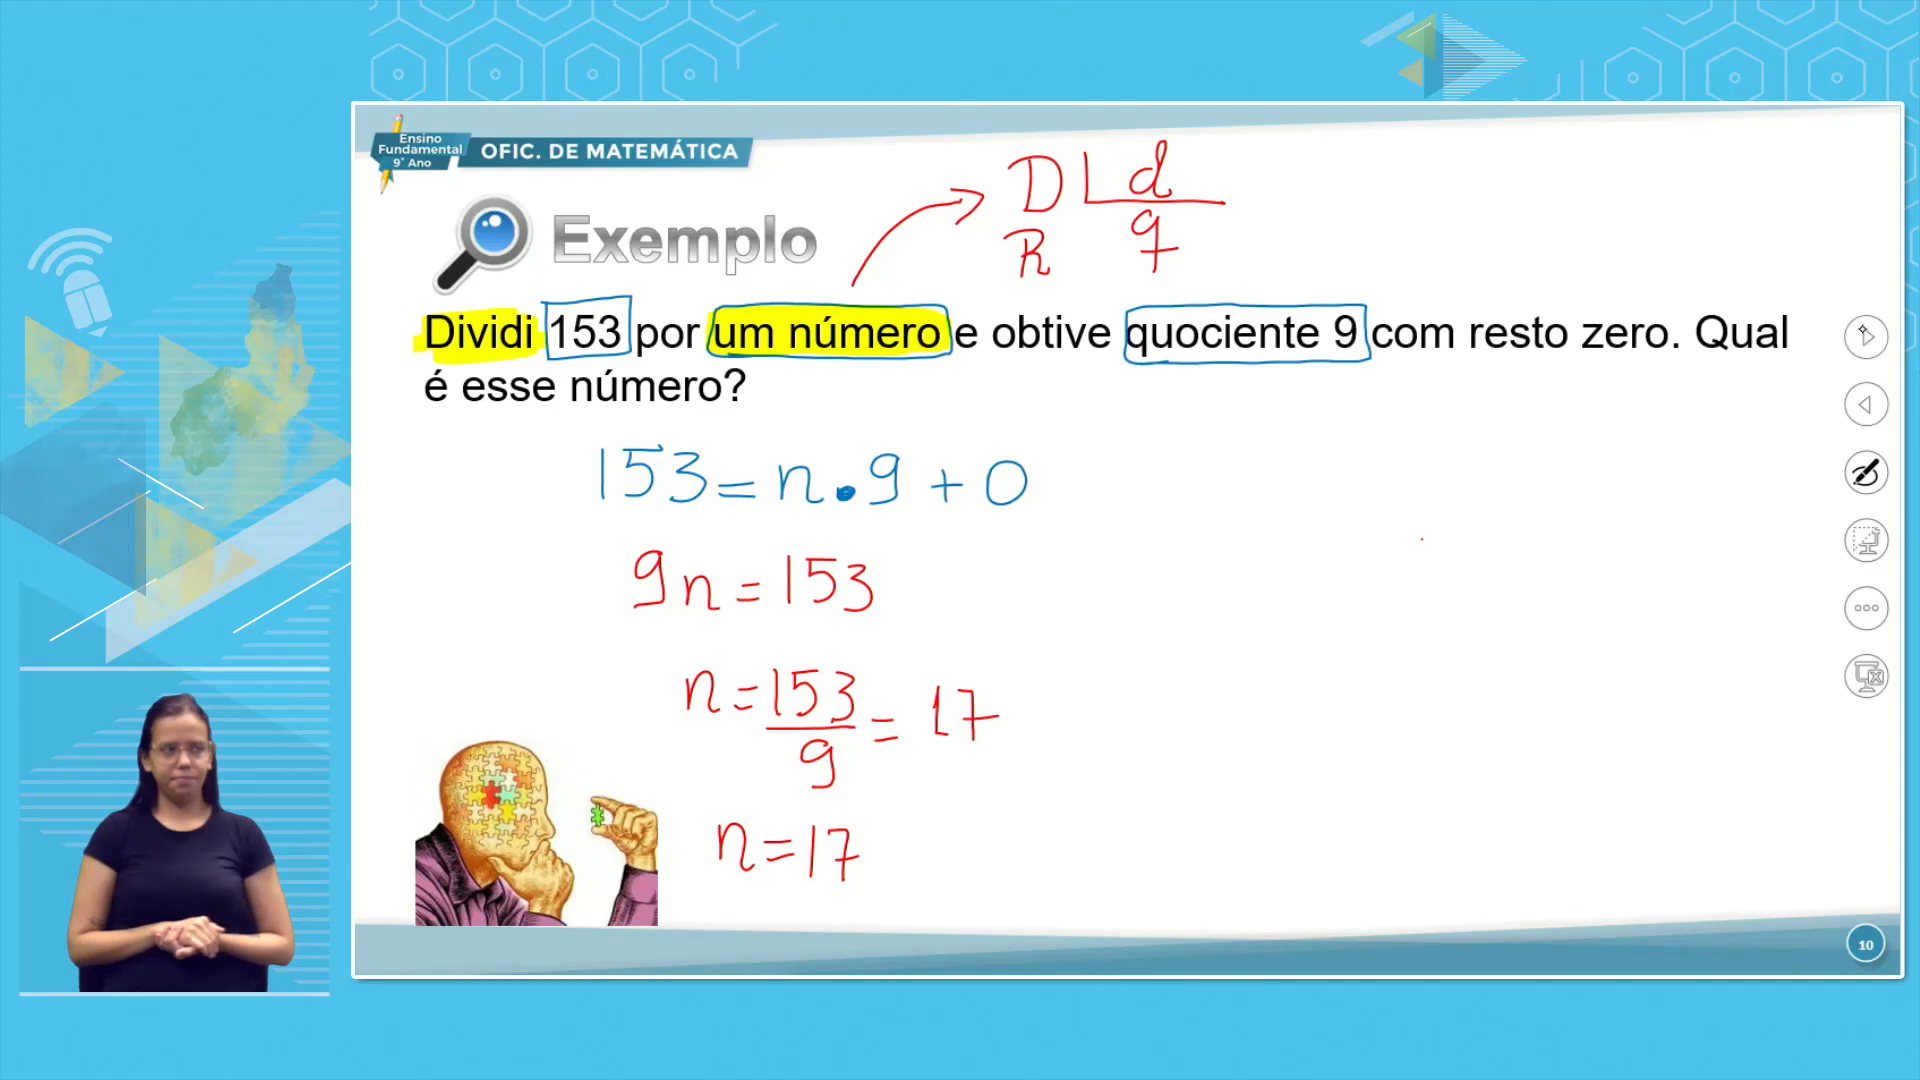 Ensino
Fundamental
9° Ano
OFIC. DE MATEMÁTICA
D d
R q
Exemplo
Dividi 153 por um número e obtive quociente 9 com resto zero. Qual
é esse número?
153 = n . 9 + 0
9n = 153
n = 153/9 = 17
n = 17
10